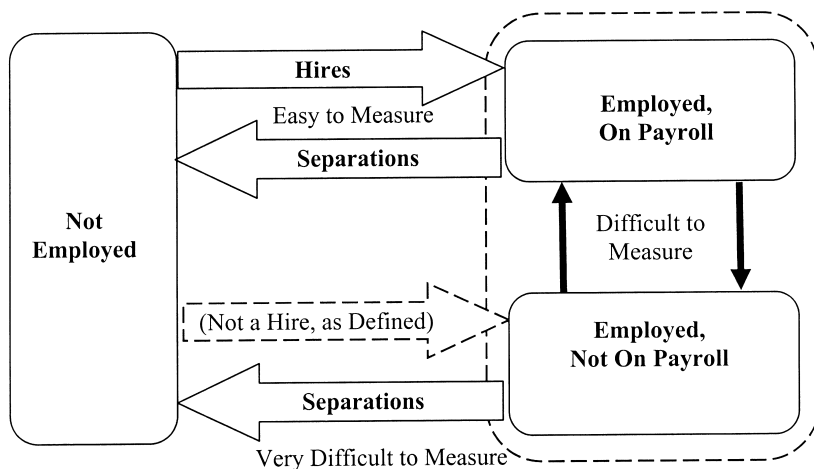 Hires
Easy to Measure
Separations
Employed,
On Payroll
Not
Employed
Difficult to
Measure
(Not a Hire, as Defined)
Employed,
Not On Payroll
Separations
Very Difficult to Measure